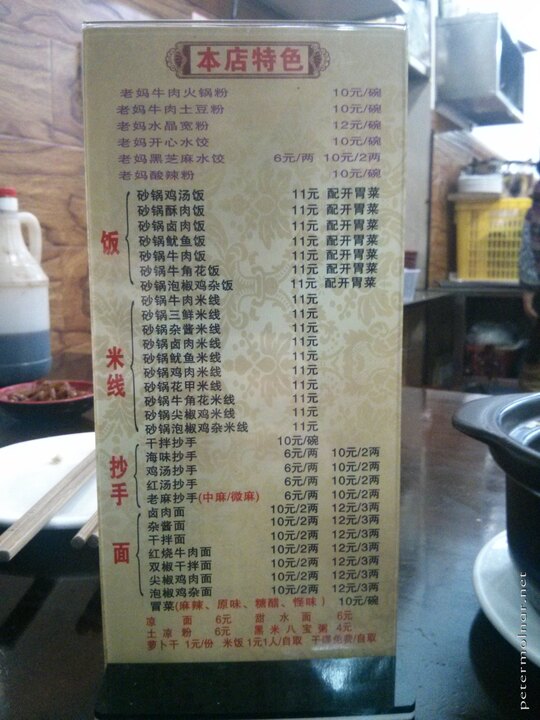 本店特色
老妈牛肉火锅粉 10元/碗
老妈牛肉土豆粉 10元/碗
老妈水晶宽粉 12元/碗
老妈开心水饺 10元/碗
老妈黑芝麻水饺 6元/两 10元/2两
老妈酸辣粉 10元/碗
饭
砂锅鸡汤饭 11元 配开胃菜
砂锅酥肉饭 11元 配开胃菜
砂锅卤肉饭 11元 配开胃菜
砂锅鱿鱼饭 11元 配开胃菜
砂锅牛肉饭 11元 配开胃菜
砂锅牛角花饭 11元 配开胃菜
砂锅泡椒鸡杂饭 11元 配开胃菜
米线
砂锅牛肉米线 11元
砂锅三鲜米线 11元
砂锅杂酱米线 11元
砂锅卤肉米线 11元
砂锅鱿鱼米线 11元
砂锅鸡肉米线 11元
砂锅花甲米线 11元
砂锅牛角花米线 11元
砂锅尖椒鸡米线 11元
砂锅泡椒鸡杂米线 11元
抄手
干拌抄手 10元/碗
海味抄手 6元/两 10元/2两
鸡汤抄手 6元/两 10元/2两
红汤抄手 6元/两 10元/2两
老麻抄手(中麻/微麻) 6元/两 10元/2两
面
卤肉面 10元/2两 12元/3两
杂酱面 10元/2两 12元/3两
干拌面 10元/2两 12元/3两
红烧牛肉面 10元/2两 12元/3两
双椒干拌面 10元/2两 12元/3两
尖椒鸡肉面 10元/2两 12元/3两
泡椒鸡杂面 10元/2两 12元/3两
冒菜(麻辣、原味、糖醋、怪味) 10元/碗
凉面 6元 甜水面 6元
土凉粉 6元 黑米八宝粥 4元
萝卜干 1元/份 米饭 1元1人/自取 干碟免费/自取
petermolnar.net